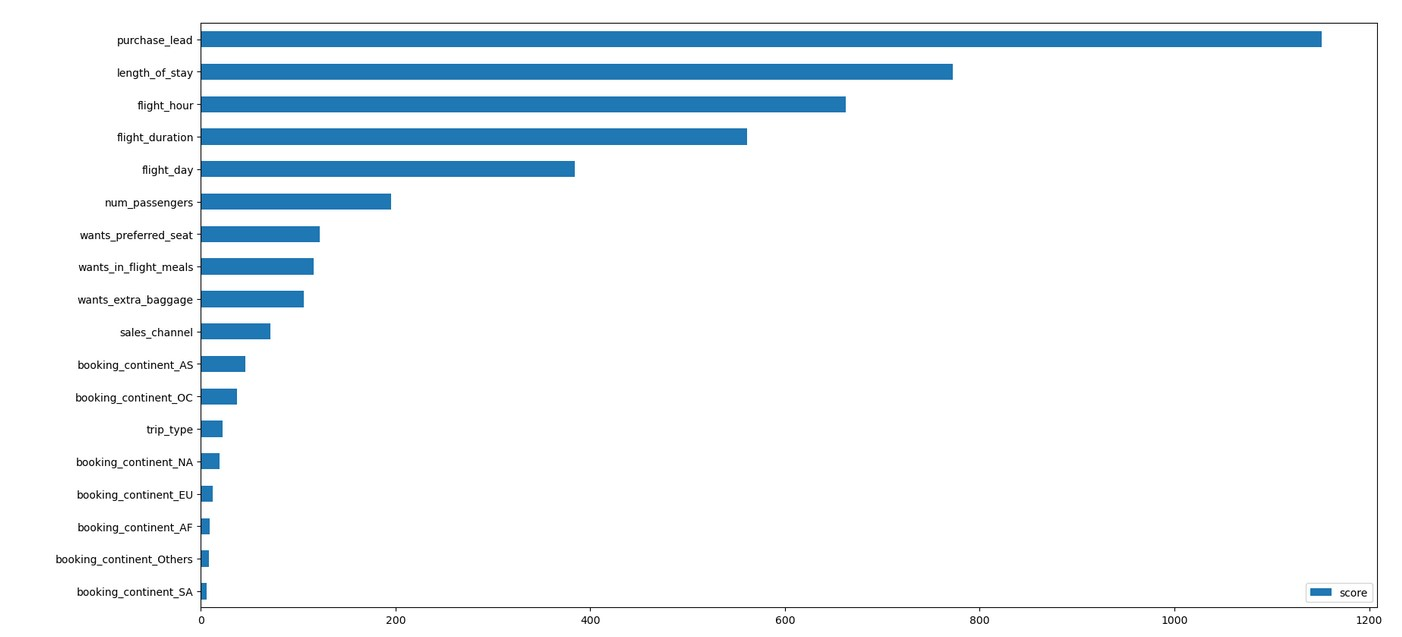 purchase_lead
length_of_stay
flight_hour
flight_duration
flight_day
num_passengers
wants_preferred_seat
wants_in_flight_meals
wants_extra_baggage
sales_channel
booking_continent_AS
booking_continent_OC
trip_type
booking_continent_NA
booking_continent_EU
booking_continent_AF
booking_continent_Others
booking_continent_SA
score
0 200 400 600 800 1000 1200